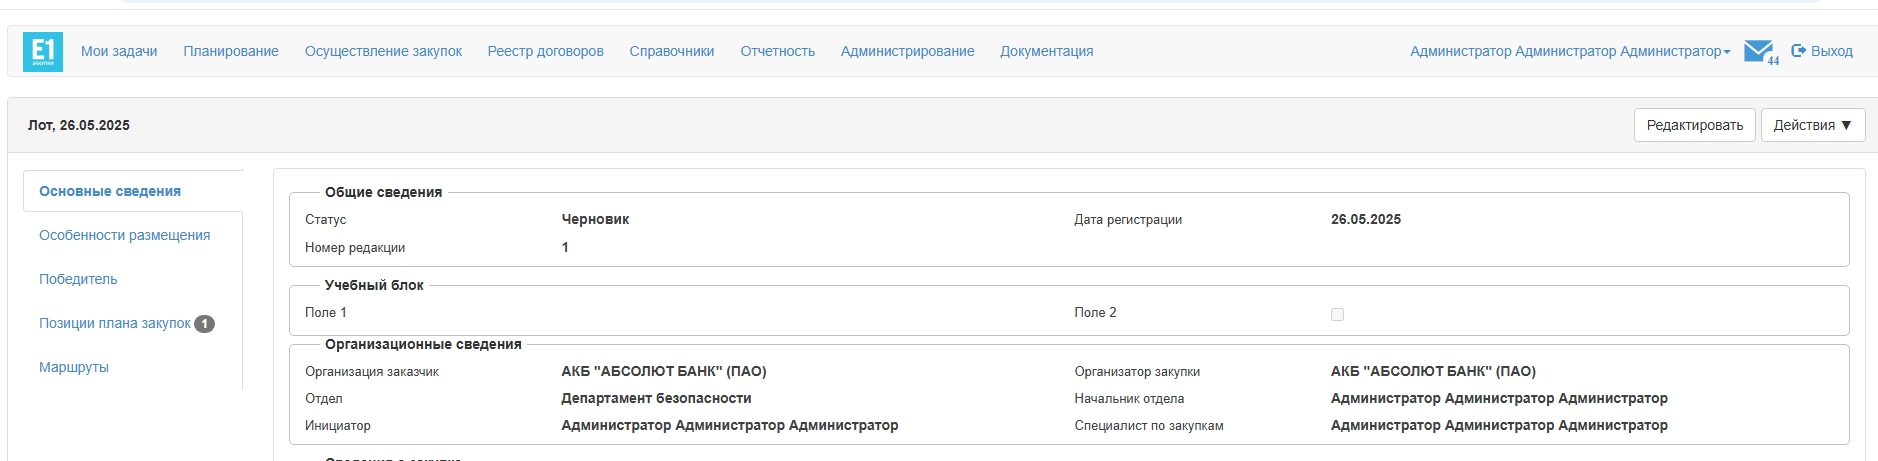 E1
ЗАКУПКИ
Мои задачи Планирование Осуществление закупок Реестр договоров Справочники Отчетность Администрирование Документация Администратор Администратор Администратор 44 Выход
Лот, 26.05.2025 Редактировать Действия ▼
Основные сведения
Особенности размещения
Победитель
Позиции плана закупок 1
Маршруты
Общие сведения
Статус Черновик Дата регистрации 26.05.2025
Номер редакции 1
Учебный блок
Поле 1 Поле 2
Организационные сведения
Организация заказчик АКБ "АБСОЛЮТ БАНК" (ПАО) Организатор закупки АКБ "АБСОЛЮТ БАНК" (ПАО)
Отдел Департамент безопасности Начальник отдела Администратор Администратор Администратор
Инициатор Администратор Администратор Администратор Специалист по закупкам Администратор Администратор Администратор
Сведения о закупке